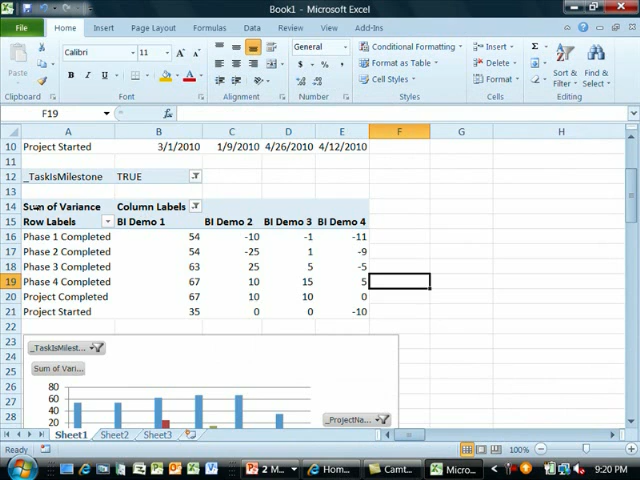 Book1 - Microsoft Excel
File Home Insert Page Layout Formulas Data Review View Add-Ins
Calibri 11 General Conditional Formatting Insert Σ
Paste B I U A $ % , Format as Table Delete Sort & Filter Find & Select
Cell Styles Format
Clipboard Font Alignment Number Styles Cells Editing
F19 fx
A B C D E F G H
10 Project Started 3/1/2010 1/9/2010 4/26/2010 4/12/2010
11
12 _TaskIsMilestone TRUE
13
14 Sum of Variance Column Labels
15 Row Labels BI Demo 1 BI Demo 2 BI Demo 3 BI Demo 4
16 Phase 1 Completed 54 -10 -1 -11
17 Phase 2 Completed 54 -25 1 -9
18 Phase 3 Completed 63 25 5 -5
19 Phase 4 Completed 67 10 15 5
20 Project Completed 67 10 10 0
21 Project Started 35 0 0 -10
22
23
24 _TaskIsMilest...
25 Sum of Vari...
26 80
27 60
40 _ProjectNa...
28 20
Sheet1 Sheet2 Sheet3
Ready 100%
2 M... Hom... Camt... Micro... 9:20 PM